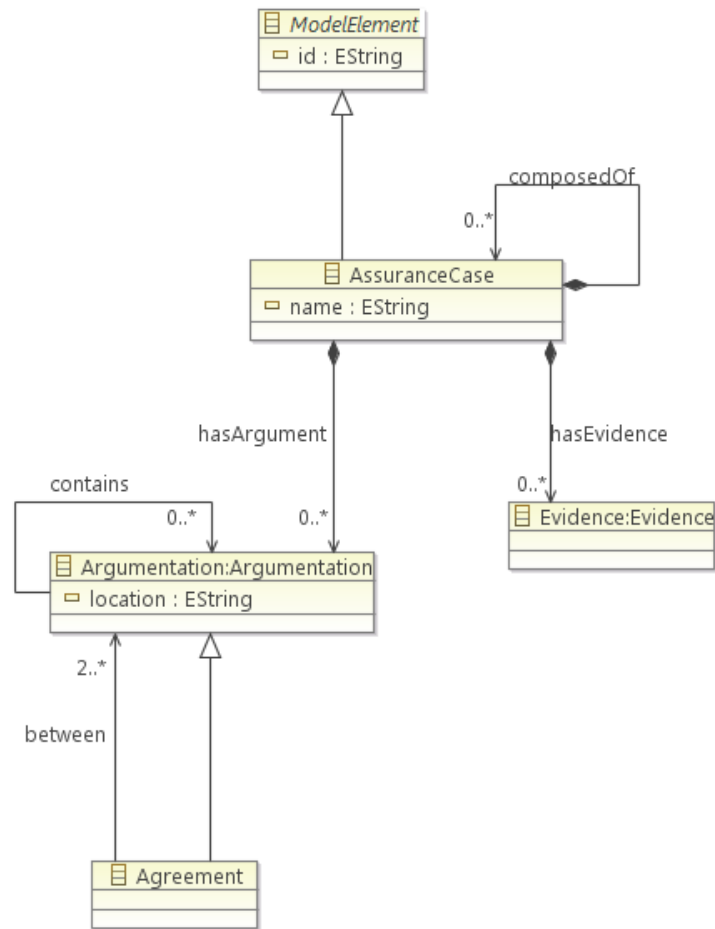 ModelElement
id : EString
composedOf
0..*
AssuranceCase
name : EString
hasArgument
hasEvidence
contains
0..*
0..*
0..*
Evidence:Evidence
Argumentation:Argumentation
location : EString
2..*
between
Agreement